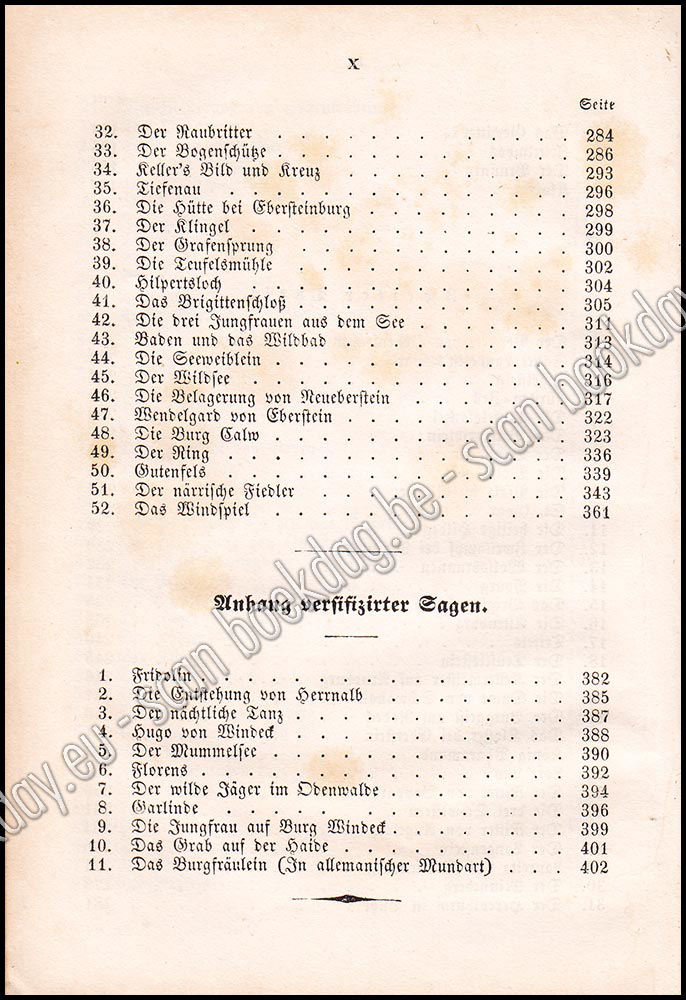 X
Seite
32. Der Raubritter . . . . . . . . . . . . . 284
33. Der Bogenschütze . . . . . . . . . . . . 286
34. Keller's Bild und Kreuz . . . . . . . . . . 293
35. Tiefenau . . . . . . . . . . . . . . . 296
36. Die Hütte bei Ebersteinburg . . . . . . . . . 298
37. Der Klingel . . . . . . . . . . . . . . 299
38. Der Grafensprung . . . . . . . . . . . . 300
39. Die Teufelsmühle . . . . . . . . . . . . 302
40. Hilpertsloch . . . . . . . . . . . . . . 304
41. Das Brigittenschloß . . . . . . . . . . . . 305
42. Die drei Jungfrauen aus dem See . . . . . . . 311
43. Baden und das Wildbad . . . . . . . . . . 313
44. Die Seeweiblein . . . . . . . . . . . . . 314
45. Der Wildsee . . . . . . . . . . . . . . 316
46. Die Belagerung von Neueberstein . . . . . . . 317
47. Wendelgard von Eberstein . . . . . . . . . . 322
48. Die Burg Calw . . . . . . . . . . . . . 323
49. Der Ring . . . . . . . . . . . . . . . 336
50. Gutenfels . . . . . . . . . . . . . . . 339
51. Der närrische Fiedler . . . . . . . . . . . 343
52. Das Windspiel . . . . . . . . . . . . . 361
Anhang versifizirter Sagen.
1. Fridolin . . . . . . . . . . . . . . . 382
2. Die Entstehung von Herrnalb . . . . . . . . 385
3. Der nächtliche Tanz . . . . . . . . . . . . 387
4. Hugo von Windeck . . . . . . . . . . . . 388
5. Der Mummelsee . . . . . . . . . . . . . 390
6. Florens . . . . . . . . . . . . . . . 392
7. Der wilde Jäger im Odenwalde . . . . . . . . 394
8. Garlinde . . . . . . . . . . . . . . . 396
9. Die Jungfrau auf Burg Windeck . . . . . . . . 399
10. Das Grab auf der Haide . . . . . . . . . . 401
11. Das Burgfräulein (In allemanischer Mundart) . . . 402
day.eu - scan bookdag.be - scan bookday